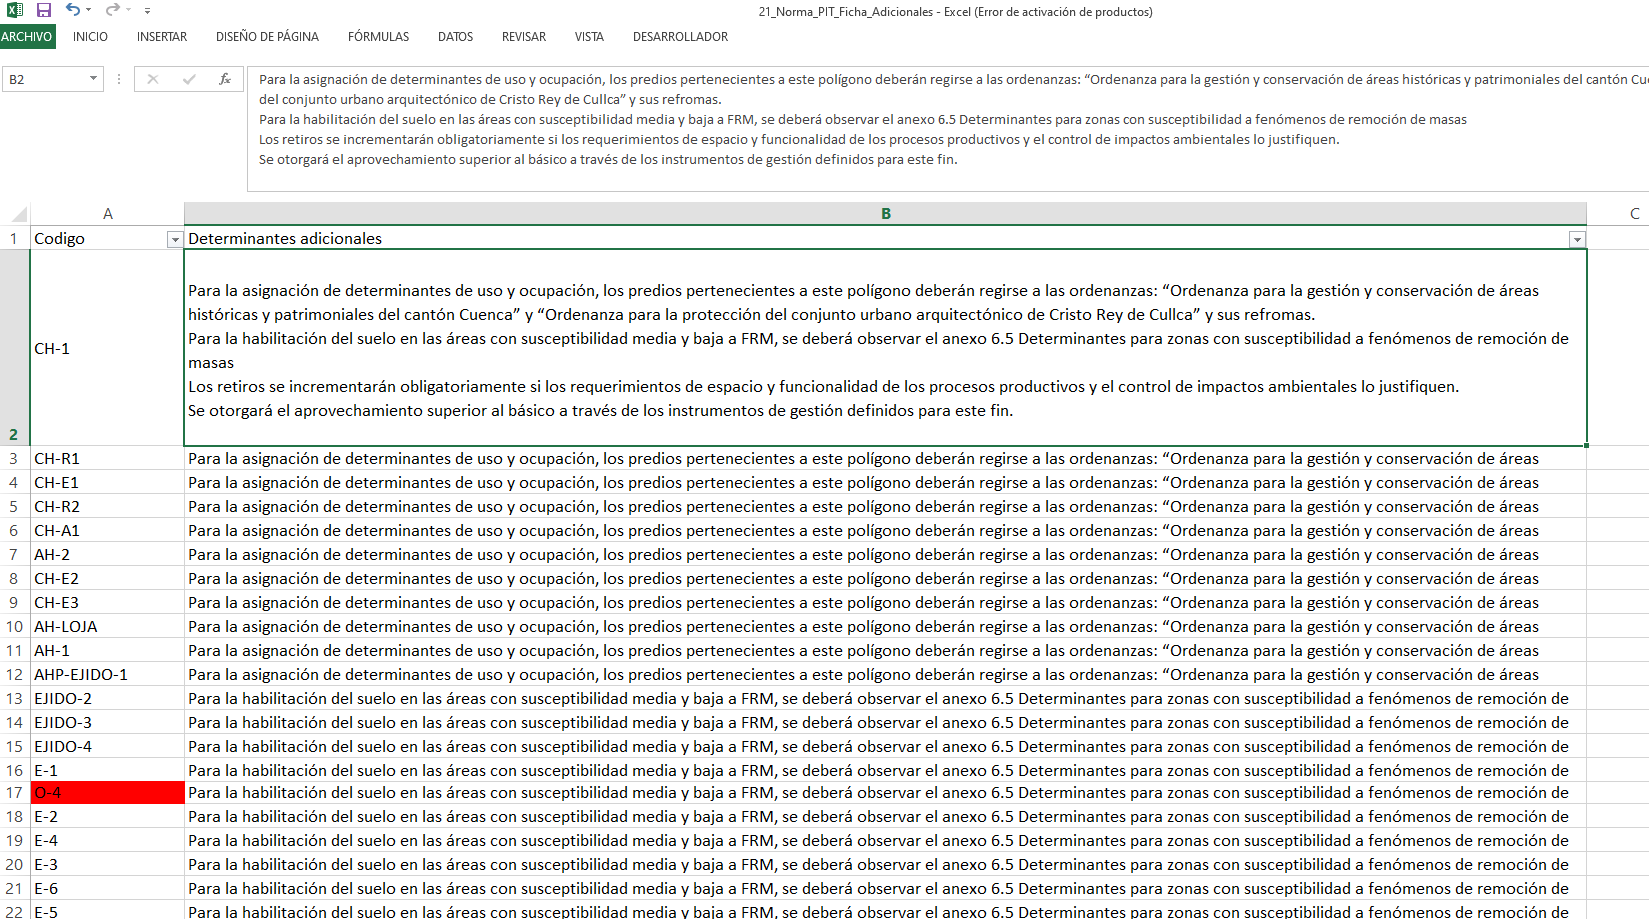 21_Norma_PIT_Ficha_Adicionales - Excel (Error de activación de productos)
ARCHIVO INICIO INSERTAR DISEÑO DE PÁGINA FÓRMULAS DATOS REVISAR VISTA DESARROLLADOR
B2 fx Para la asignación de determinantes de uso y ocupación, los predios pertenecientes a este polígono deberán regirse a las ordenanzas: “Ordenanza para la gestión y conservación de áreas históricas y patrimoniales del cantón Cue
del conjunto urbano arquitectónico de Cristo Rey de Cullca” y sus refromas.
Para la habilitación del suelo en las áreas con susceptibilidad media y baja a FRM, se deberá observar el anexo 6.5 Determinantes para zonas con susceptibilidad a fenómenos de remoción de masas
Los retiros se incrementarán obligatoriamente si los requerimientos de espacio y funcionalidad de los procesos productivos y el control de impactos ambientales lo justifiquen.
Se otorgará el aprovechamiento superior al básico a través de los instrumentos de gestión definidos para este fin.
A B C
1 Codigo Determinantes adicionales
Para la asignación de determinantes de uso y ocupación, los predios pertenecientes a este polígono deberán regirse a las ordenanzas: “Ordenanza para la gestión y conservación de áreas
históricas y patrimoniales del cantón Cuenca” y “Ordenanza para la protección del conjunto urbano arquitectónico de Cristo Rey de Cullca” y sus refromas.
Para la habilitación del suelo en las áreas con susceptibilidad media y baja a FRM, se deberá observar el anexo 6.5 Determinantes para zonas con susceptibilidad a fenómenos de remoción de
CH-1
masas
Los retiros se incrementarán obligatoriamente si los requerimientos de espacio y funcionalidad de los procesos productivos y el control de impactos ambientales lo justifiquen.
Se otorgará el aprovechamiento superior al básico a través de los instrumentos de gestión definidos para este fin.
2
3 CH-R1 Para la asignación de determinantes de uso y ocupación, los predios pertenecientes a este polígono deberán regirse a las ordenanzas: “Ordenanza para la gestión y conservación de áreas
4 CH-E1 Para la asignación de determinantes de uso y ocupación, los predios pertenecientes a este polígono deberán regirse a las ordenanzas: “Ordenanza para la gestión y conservación de áreas
5 CH-R2 Para la asignación de determinantes de uso y ocupación, los predios pertenecientes a este polígono deberán regirse a las ordenanzas: “Ordenanza para la gestión y conservación de áreas
6 CH-A1 Para la asignación de determinantes de uso y ocupación, los predios pertenecientes a este polígono deberán regirse a las ordenanzas: “Ordenanza para la gestión y conservación de áreas
7 AH-2 Para la asignación de determinantes de uso y ocupación, los predios pertenecientes a este polígono deberán regirse a las ordenanzas: “Ordenanza para la gestión y conservación de áreas
8 CH-E2 Para la asignación de determinantes de uso y ocupación, los predios pertenecientes a este polígono deberán regirse a las ordenanzas: “Ordenanza para la gestión y conservación de áreas
9 CH-E3 Para la asignación de determinantes de uso y ocupación, los predios pertenecientes a este polígono deberán regirse a las ordenanzas: “Ordenanza para la gestión y conservación de áreas
10 AH-LOJA Para la asignación de determinantes de uso y ocupación, los predios pertenecientes a este polígono deberán regirse a las ordenanzas: “Ordenanza para la gestión y conservación de áreas
11 AH-1 Para la asignación de determinantes de uso y ocupación, los predios pertenecientes a este polígono deberán regirse a las ordenanzas: “Ordenanza para la gestión y conservación de áreas
12 AHP-EJIDO-1 Para la asignación de determinantes de uso y ocupación, los predios pertenecientes a este polígono deberán regirse a las ordenanzas: “Ordenanza para la gestión y conservación de áreas
13 EJIDO-2 Para la habilitación del suelo en las áreas con susceptibilidad media y baja a FRM, se deberá observar el anexo 6.5 Determinantes para zonas con susceptibilidad a fenómenos de remoción de
14 EJIDO-3 Para la habilitación del suelo en las áreas con susceptibilidad media y baja a FRM, se deberá observar el anexo 6.5 Determinantes para zonas con susceptibilidad a fenómenos de remoción de
15 EJIDO-4 Para la habilitación del suelo en las áreas con susceptibilidad media y baja a FRM, se deberá observar el anexo 6.5 Determinantes para zonas con susceptibilidad a fenómenos de remoción de
16 E-1 Para la habilitación del suelo en las áreas con susceptibilidad media y baja a FRM, se deberá observar el anexo 6.5 Determinantes para zonas con susceptibilidad a fenómenos de remoción de
17 O-4 Para la habilitación del suelo en las áreas con susceptibilidad media y baja a FRM, se deberá observar el anexo 6.5 Determinantes para zonas con susceptibilidad a fenómenos de remoción de
18 E-2 Para la habilitación del suelo en las áreas con susceptibilidad media y baja a FRM, se deberá observar el anexo 6.5 Determinantes para zonas con susceptibilidad a fenómenos de remoción de
19 E-4 Para la habilitación del suelo en las áreas con susceptibilidad media y baja a FRM, se deberá observar el anexo 6.5 Determinantes para zonas con susceptibilidad a fenómenos de remoción de
20 E-3 Para la habilitación del suelo en las áreas con susceptibilidad media y baja a FRM, se deberá observar el anexo 6.5 Determinantes para zonas con susceptibilidad a fenómenos de remoción de
21 E-6 Para la habilitación del suelo en las áreas con susceptibilidad media y baja a FRM, se deberá observar el anexo 6.5 Determinantes para zonas con susceptibilidad a fenómenos de remoción de
22 E-5 Para la habilitación del suelo en las áreas con susceptibilidad media y baja a FRM, se deberá observar el anexo 6.5 Determinantes para zonas con susceptibilidad a fenómenos de remoción de